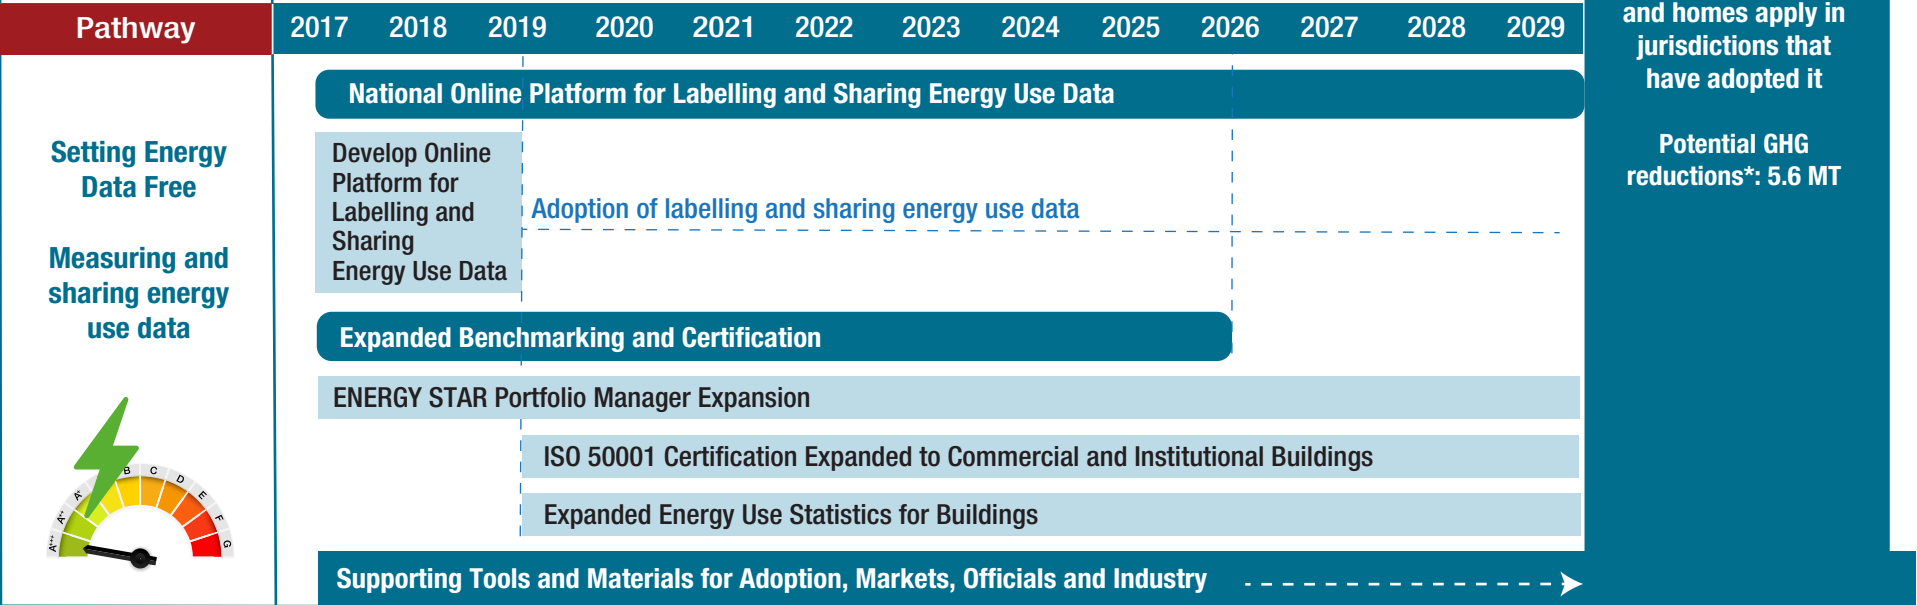 Pathway
2017 2018 2019 2020 2021 2022 2023 2024 2025 2026 2027 2028 2029
and homes apply in
jurisdictions that
have adopted it
Potential GHG
reductions*: 5.6 MT
Setting Energy
Data Free
Measuring and
sharing energy
use data
A+++
A++
A+
B
C
D
E
F
G
National Online Platform for Labelling and Sharing Energy Use Data
Develop Online
Platform for
Labelling and
Sharing
Energy Use Data
Adoption of labelling and sharing energy use data
Expanded Benchmarking and Certification
ENERGY STAR Portfolio Manager Expansion
ISO 50001 Certification Expanded to Commercial and Institutional Buildings
Expanded Energy Use Statistics for Buildings
Supporting Tools and Materials for Adoption, Markets, Officials and Industry